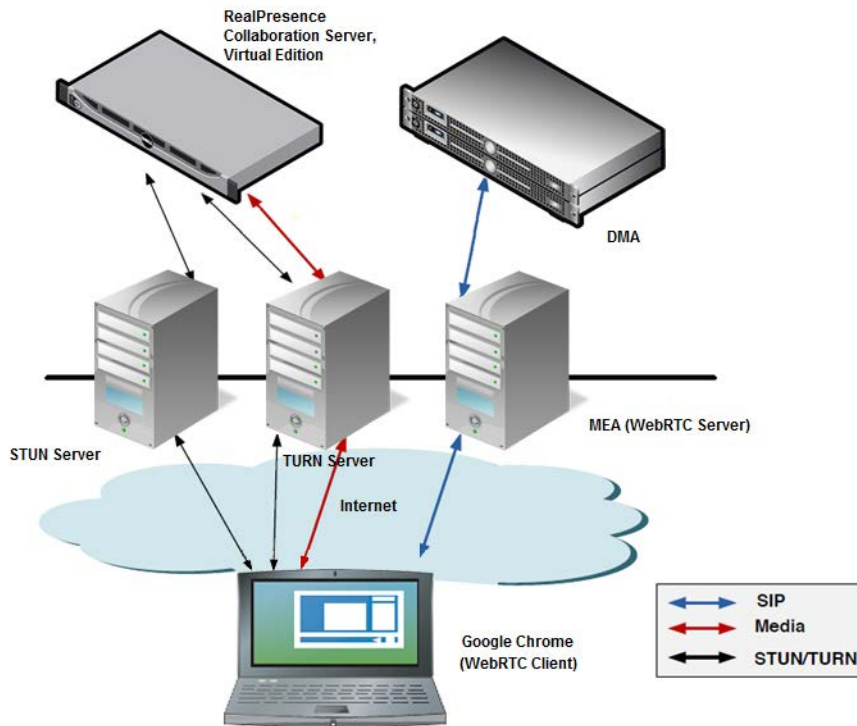 RealPresence
Collaboration Server,
Virtual Edition
DMA
STUN Server
TURN Server
MEA (WebRTC Server)
Internet
Google Chrome
(WebRTC Client)
SIP
Media
STUN/TURN